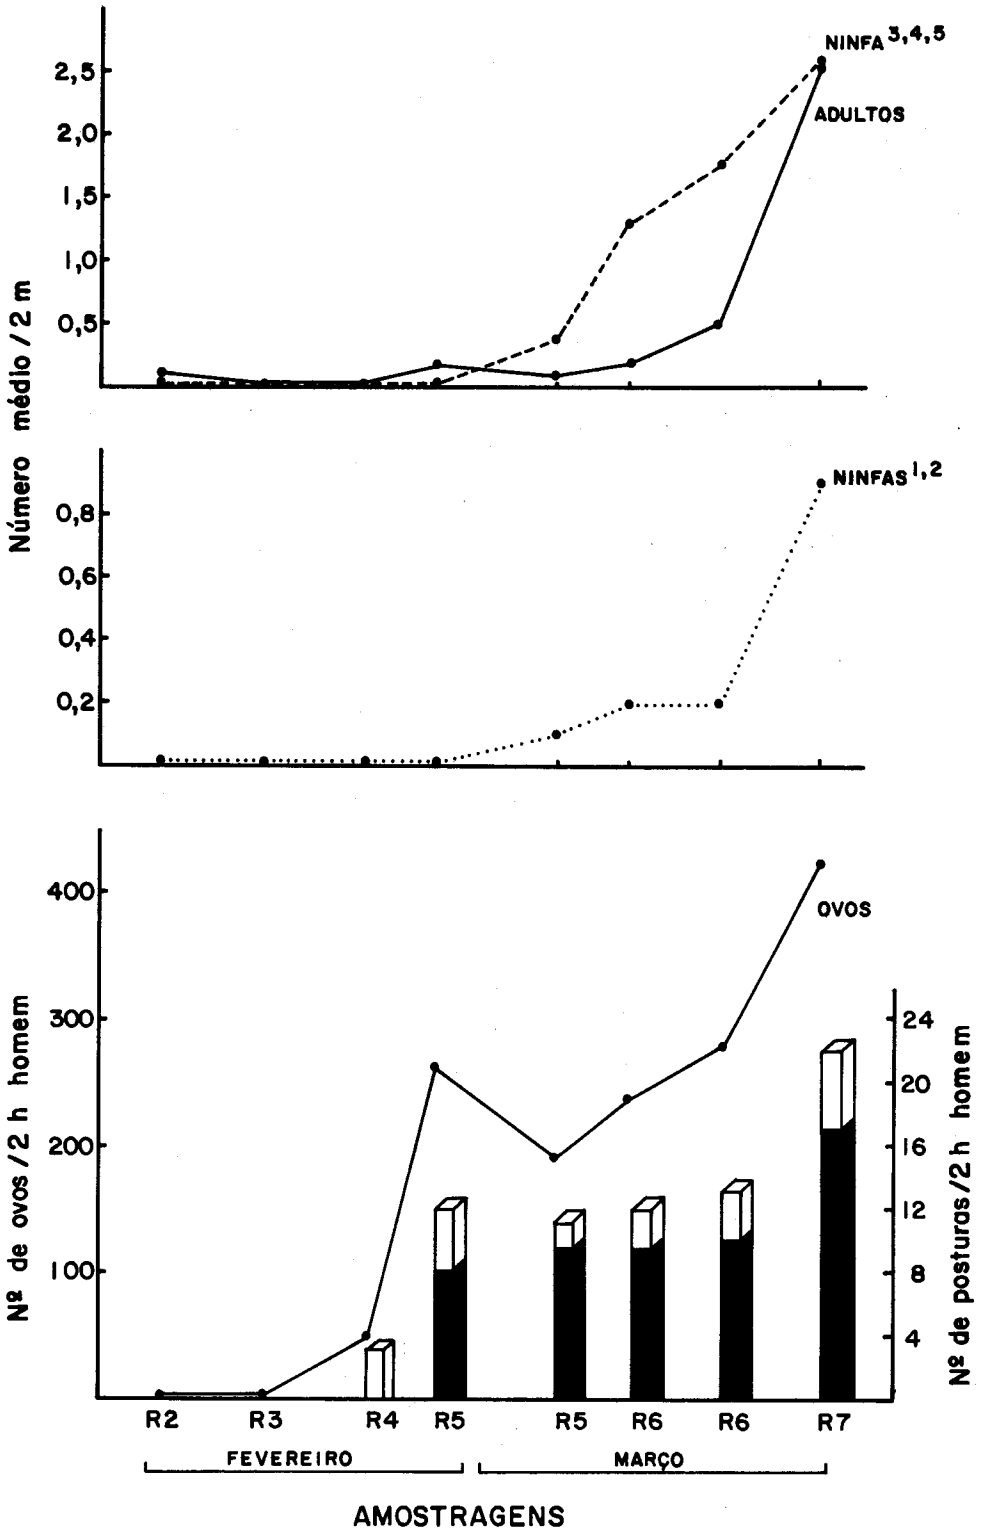 NINFA 3,4,5
2,5
ADULTOS
2,0
1,5
1,0
0,5
Número médio / 2 m
NINFAS 1,2
0,8
0,6
0,4
0,2
400
OVOS
300
200
100
Nº de ovos / 2 h homem
24
20
16
12
8
4
Nº de posturas / 2 h homem
R2 R3 R4 R5 R5 R6 R6 R7
FEVEREIRO MARÇO
AMOSTRAGENS